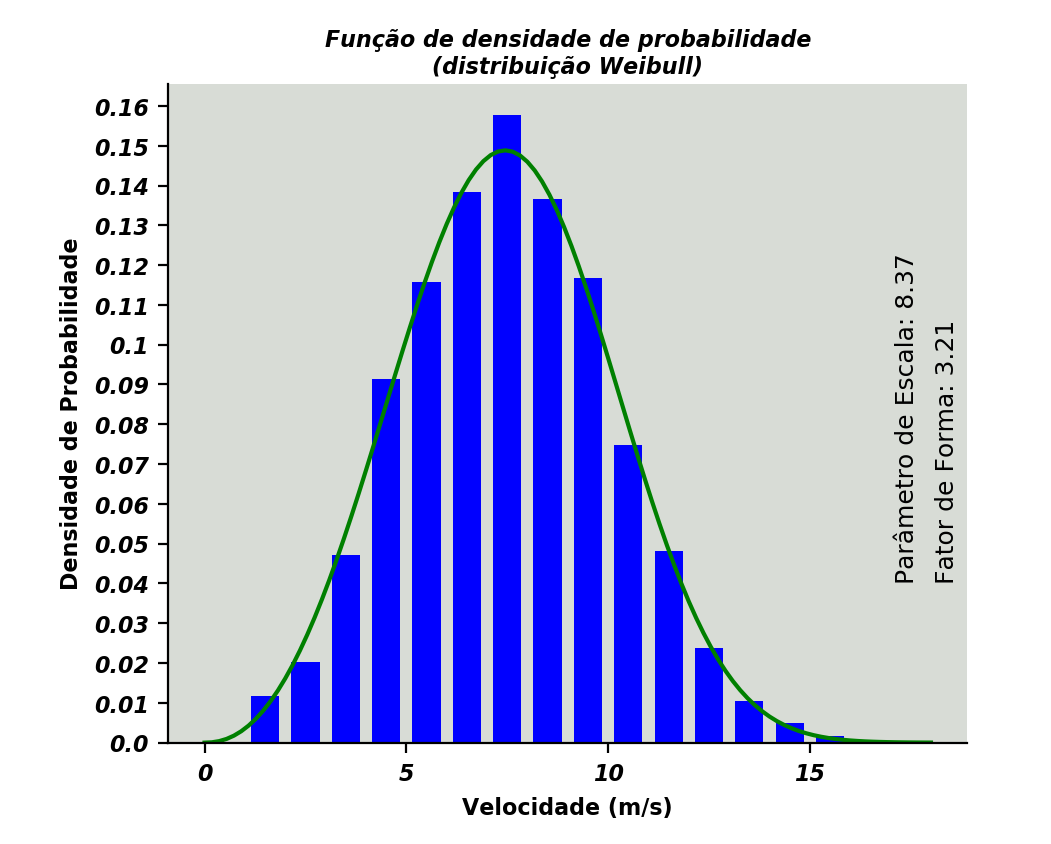 Função de densidade de probabilidade
(distribuição Weibull)
Densidade de Probabilidade
0.16
0.15
0.14
0.13
0.12
0.11
0.1
0.09
0.08
0.07
0.06
0.05
0.04
0.03
0.02
0.01
0.0
Parâmetro de Escala: 8.37
Fator de Forma: 3.21
0 5 10 15
Velocidade (m/s)